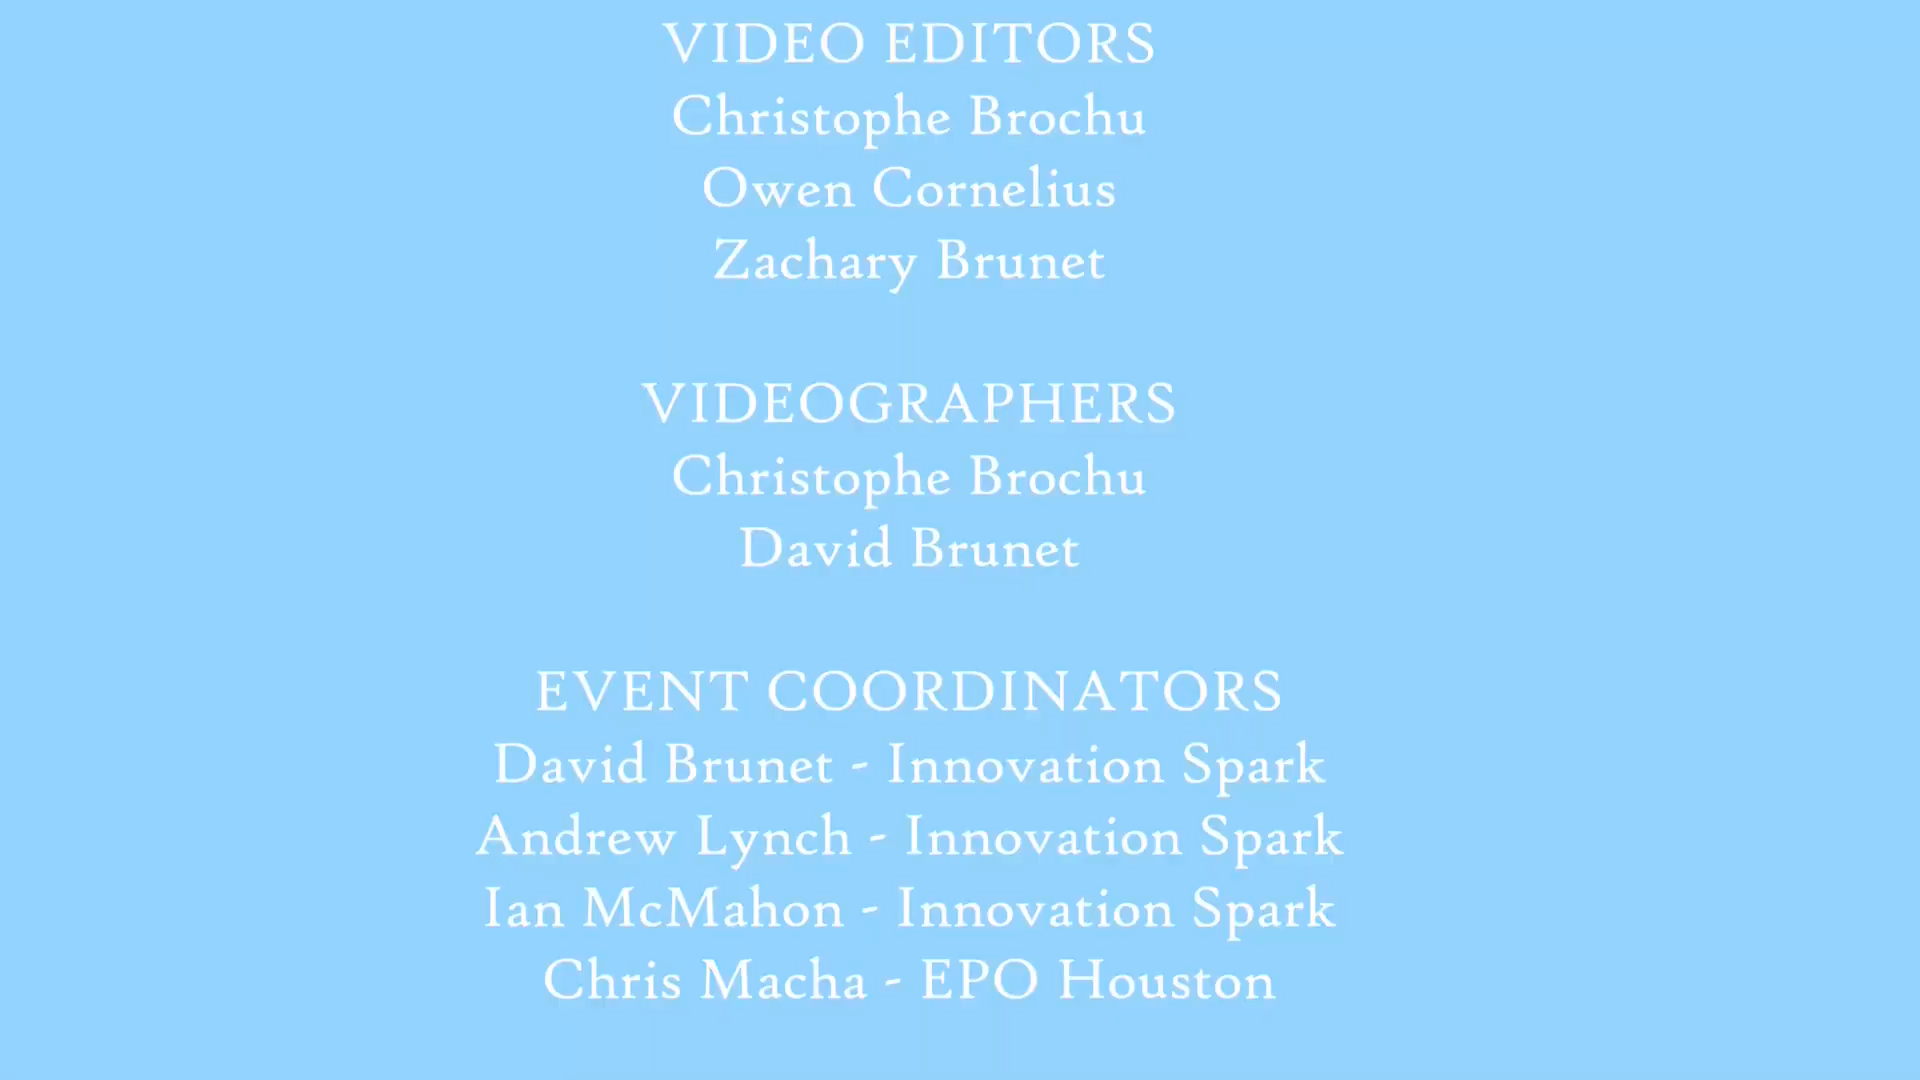 VIDEO EDITORS
Christophe Brochu
Owen Cornelius
Zachary Brunet
VIDEOGRAPHERS
Christophe Brochu
David Brunet
EVENT COORDINATORS
David Brunet - Innovation Spark
Andrew Lynch - Innovation Spark
Ian McMahon - Innovation Spark
Chris Macha - EPO Houston